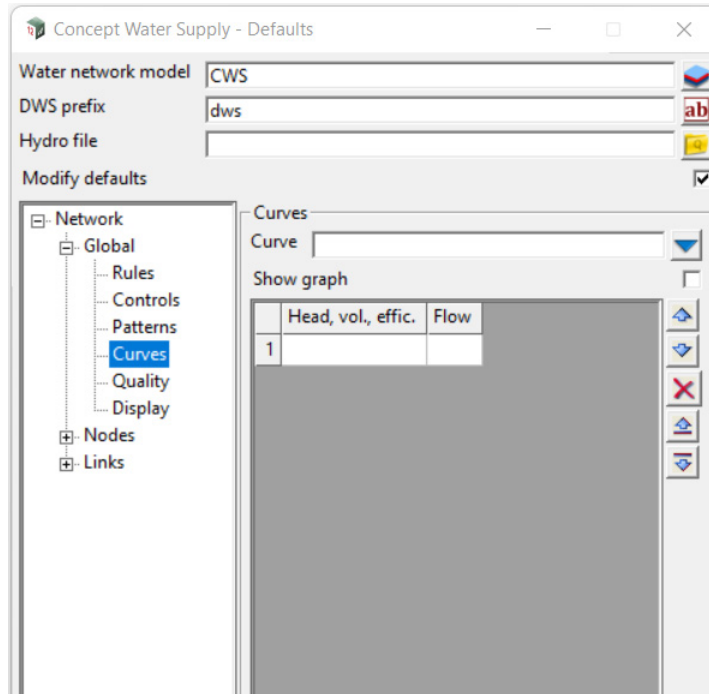 Concept Water Supply - Defaults
Water network model CWS
DWS prefix dws
ab
Hydro file
Modify defaults
Network
Global
Rules
Controls
Patterns
Curves
Quality
Display
Nodes
Links
Curves
Curve
Show graph
Head, vol., effic. Flow
1